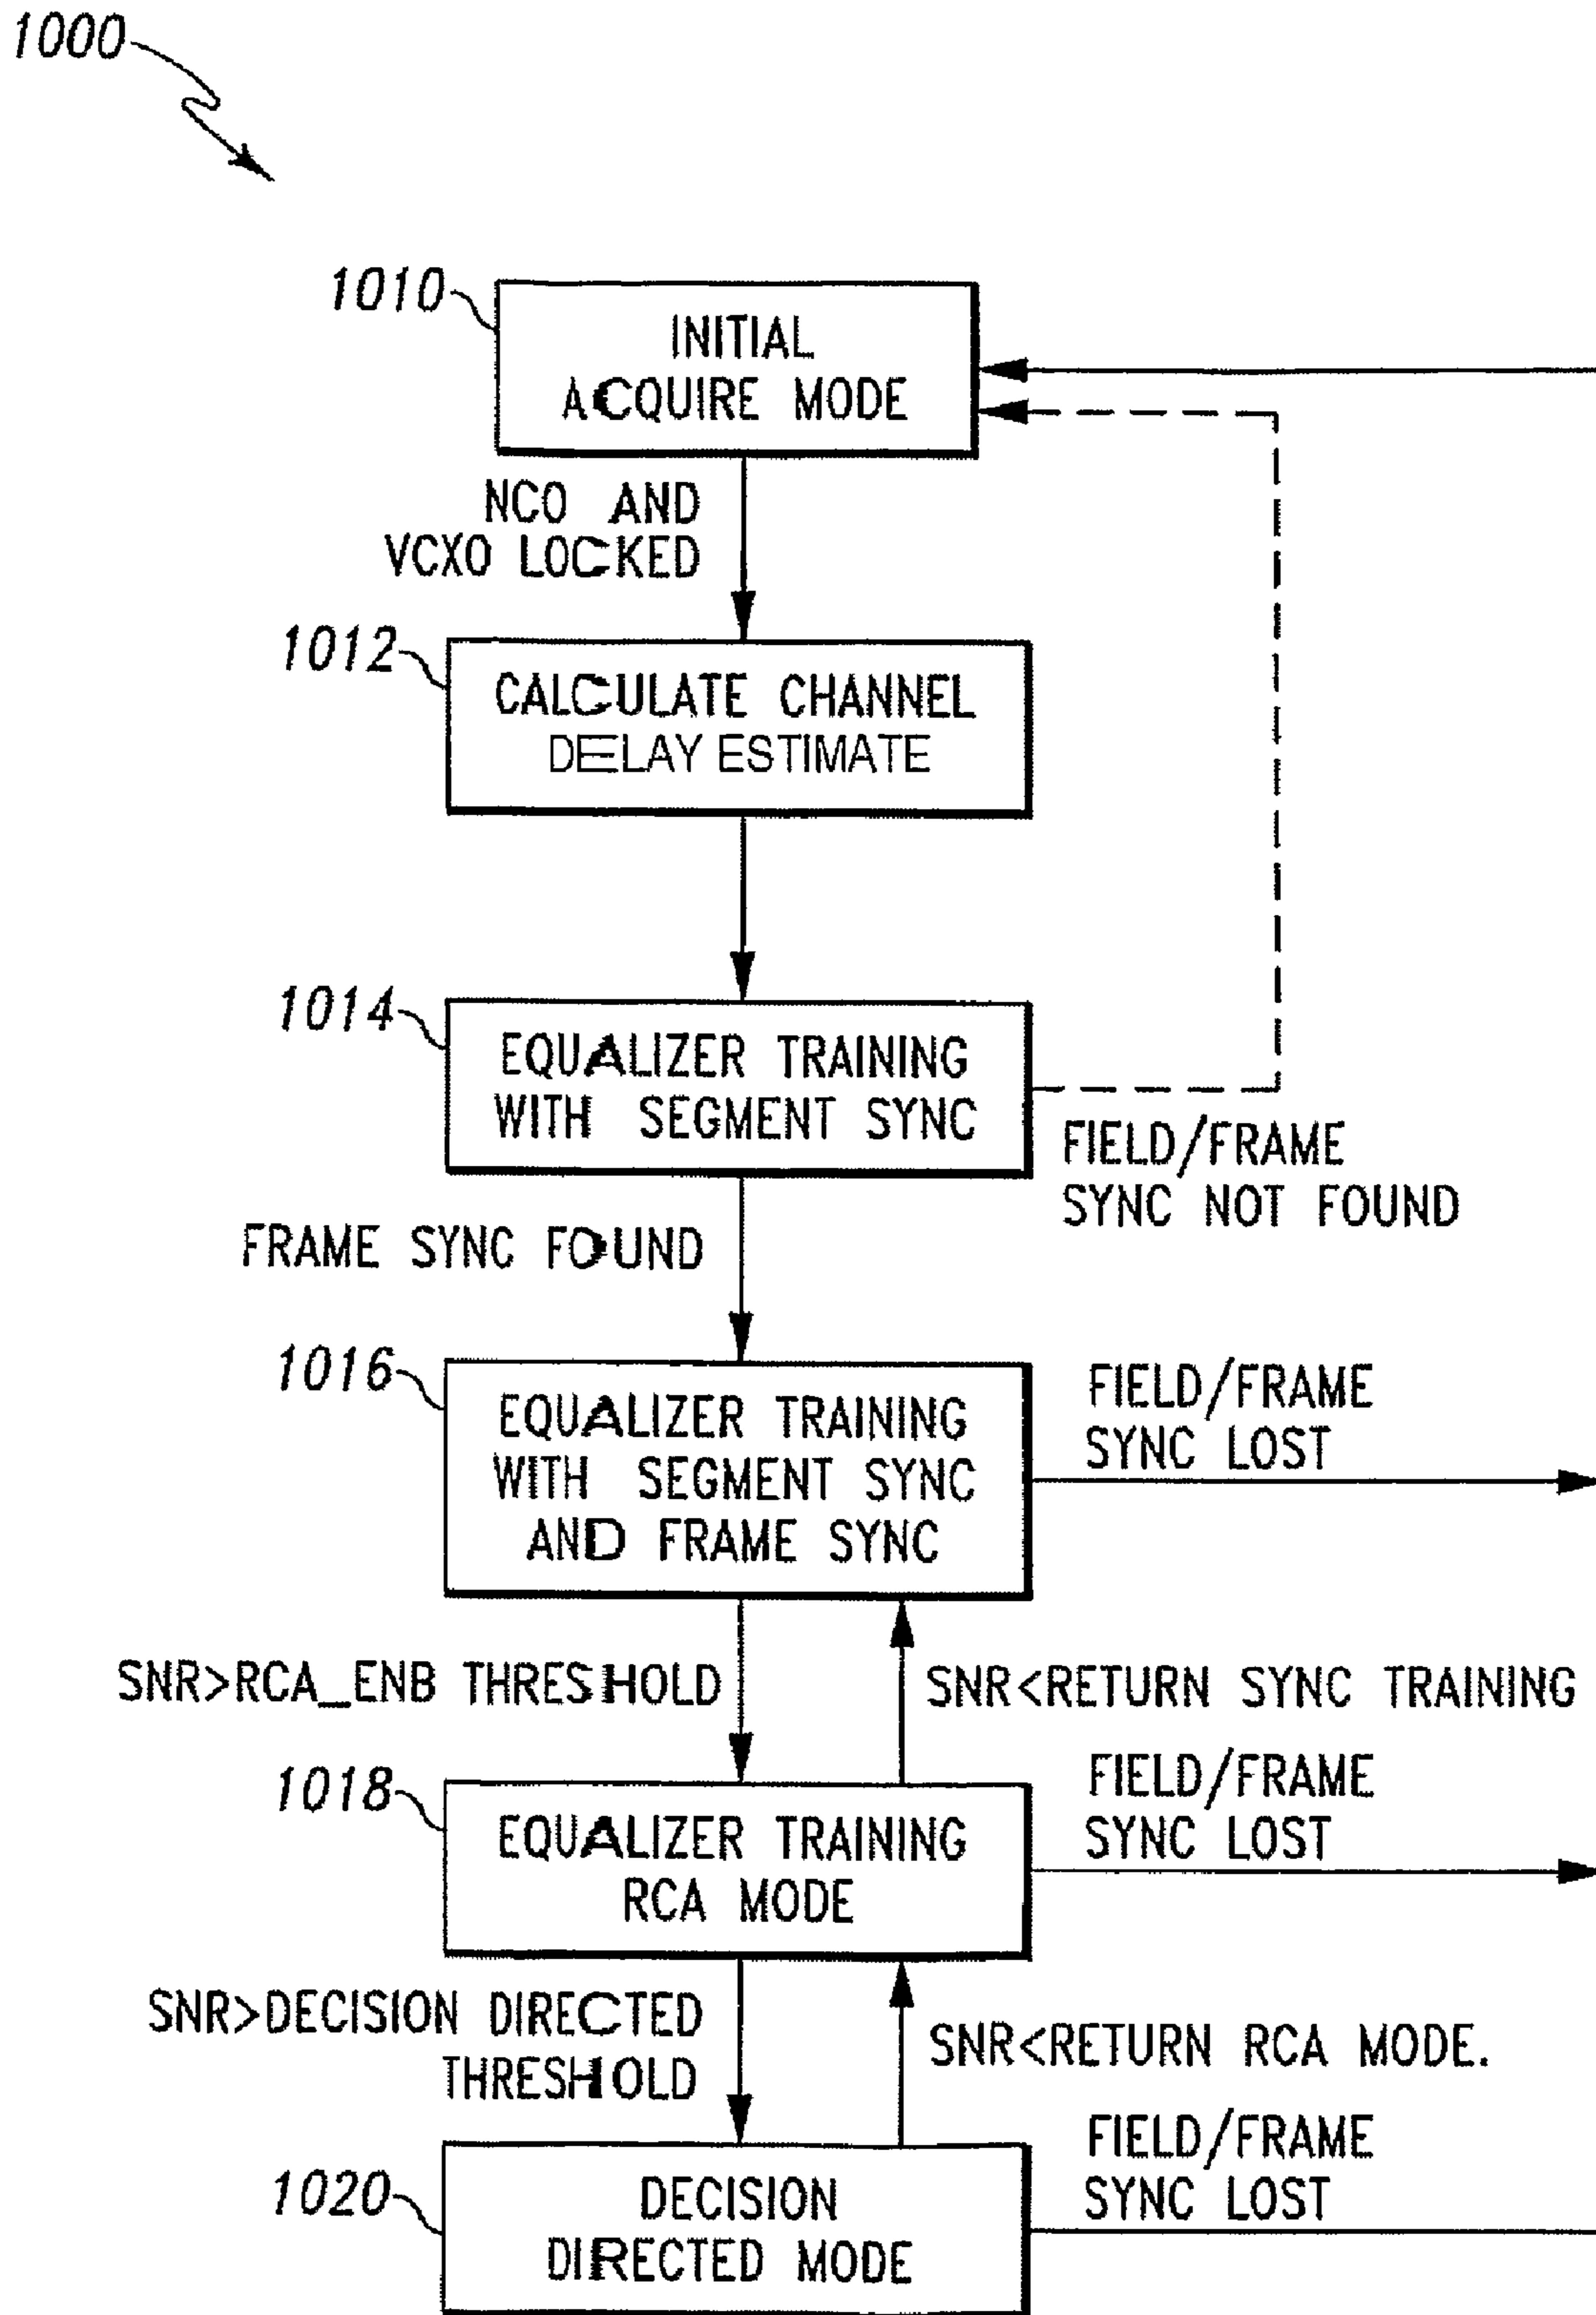 1000
1010
INITIAL
ACQUIRE MODE
NCO AND
VCXO LOCKED
1012
CALCULATE CHANNEL
DELAY ESTIMATE
1014
EQUALIZER TRAINING
WITH SEGMENT SYNC
FIELD/FRAME
SYNC NOT FOUND
FRAME SYNC FOUND
1016
EQUALIZER TRAINING
WITH SEGMENT SYNC
AND FRAME SYNC
FIELD/FRAME
SYNC LOST
SNR>RCA_ENB THRESHOLD
SNR<RETURN SYNC TRAINING
1018
EQUALIZER TRAINING
RCA MODE
FIELD/FRAME
SYNC LOST
SNR>DECISION DIRECTED
THRESHOLD
SNR<RETURN RCA MODE.
1020
DECISION
DIRECTED MODE
FIELD/FRAME
SYNC LOST